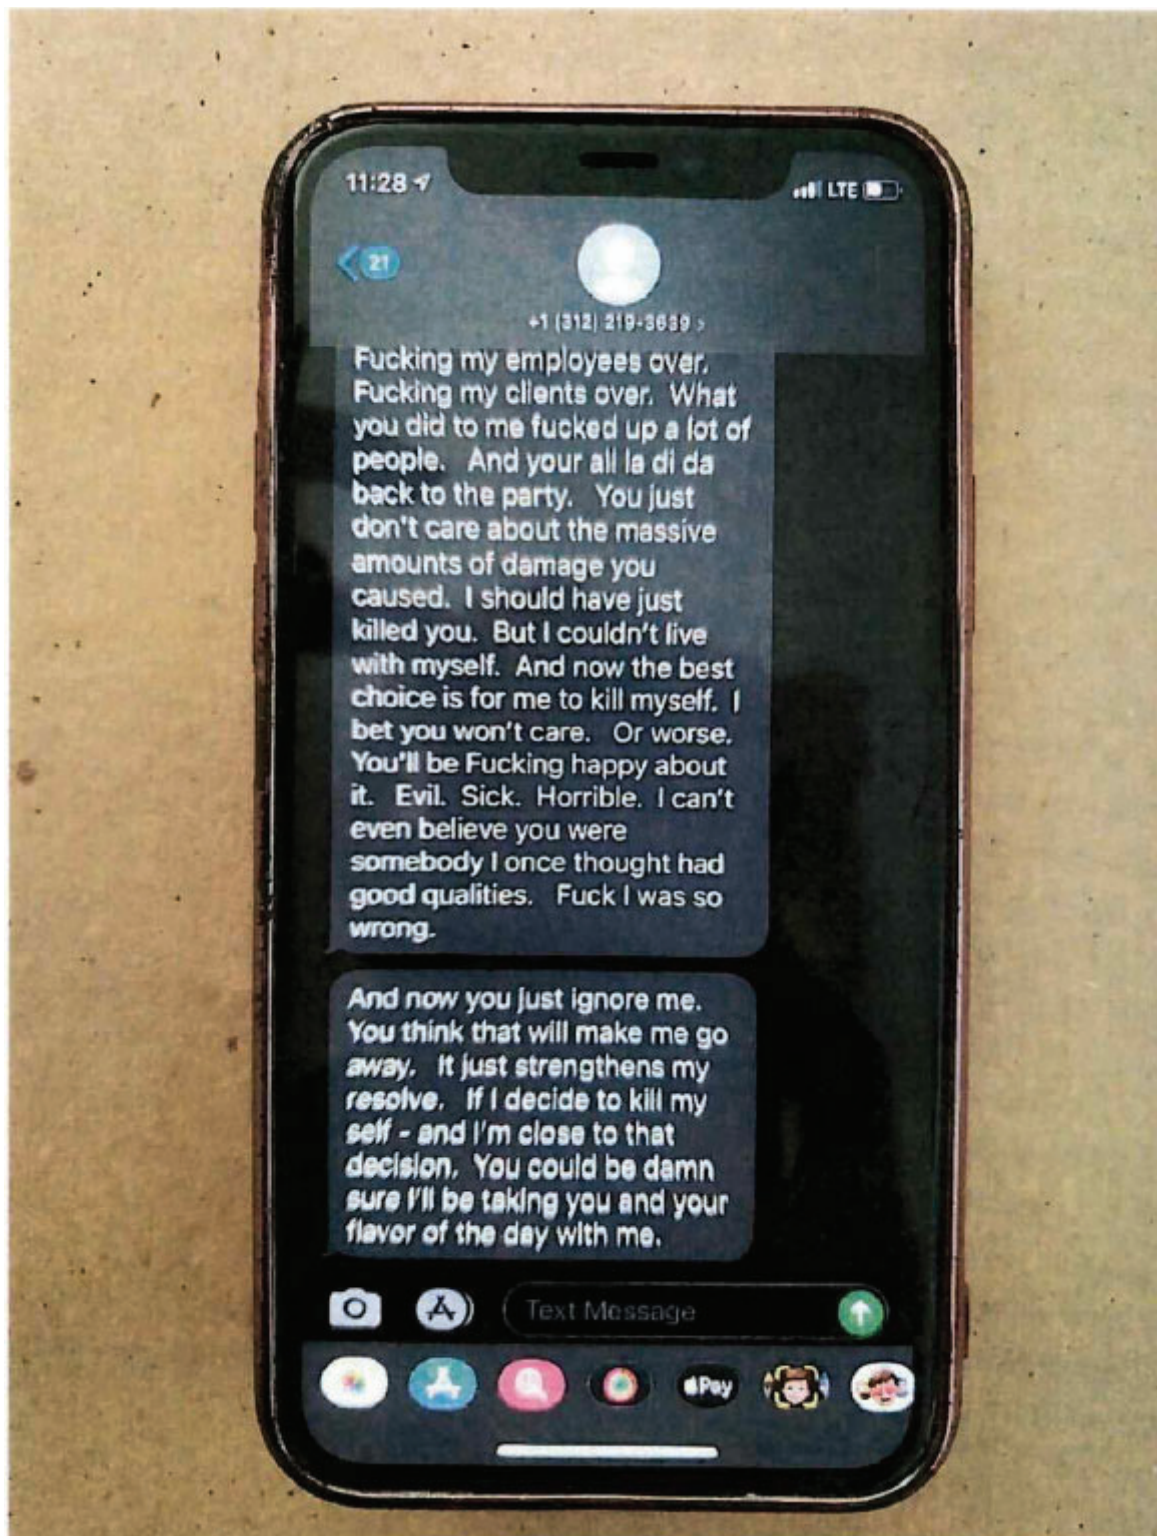 11:28
LTE
21
+1 (312) 219-3639 >
Fucking my employees over.
Fucking my clients over. What
you did to me fucked up a lot of
people. And your all la di da
back to the party. You just
don't care about the massive
amounts of damage you
caused. I should have just
killed you. But I couldn't live
with myself. And now the best
choice is for me to kill myself. I
bet you won't care. Or worse.
You'll be Fucking happy about
it. Evil. Sick. Horrible. I can't
even believe you were
somebody I once thought had
good qualities. Fuck I was so
wrong.
And now you just ignore me.
You think that will make me go
away. It just strengthens my
resolve. If I decide to kill my
self - and I'm close to that
decision. You could be damn
sure I'll be taking you and your
flavor of the day with me.
Text Message
Pay